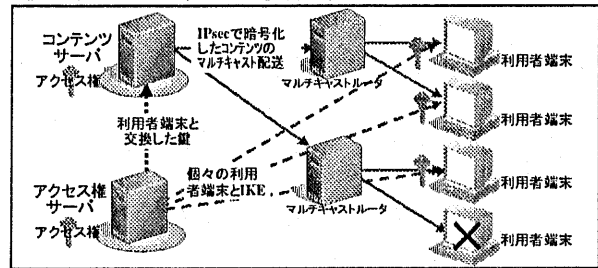 コンテンツ
サーバ
アクセス権
IPsecで暗号化
したコンテンツの
マルチキャスト配送
マルチキャストルータ
利用者端末
利用者端末
利用者端末と
交換した鍵
個々の利用
者端末とIKE
マルチキャストルータ
利用者端末
アクセス権
サーバ
アクセス権
利用者端末